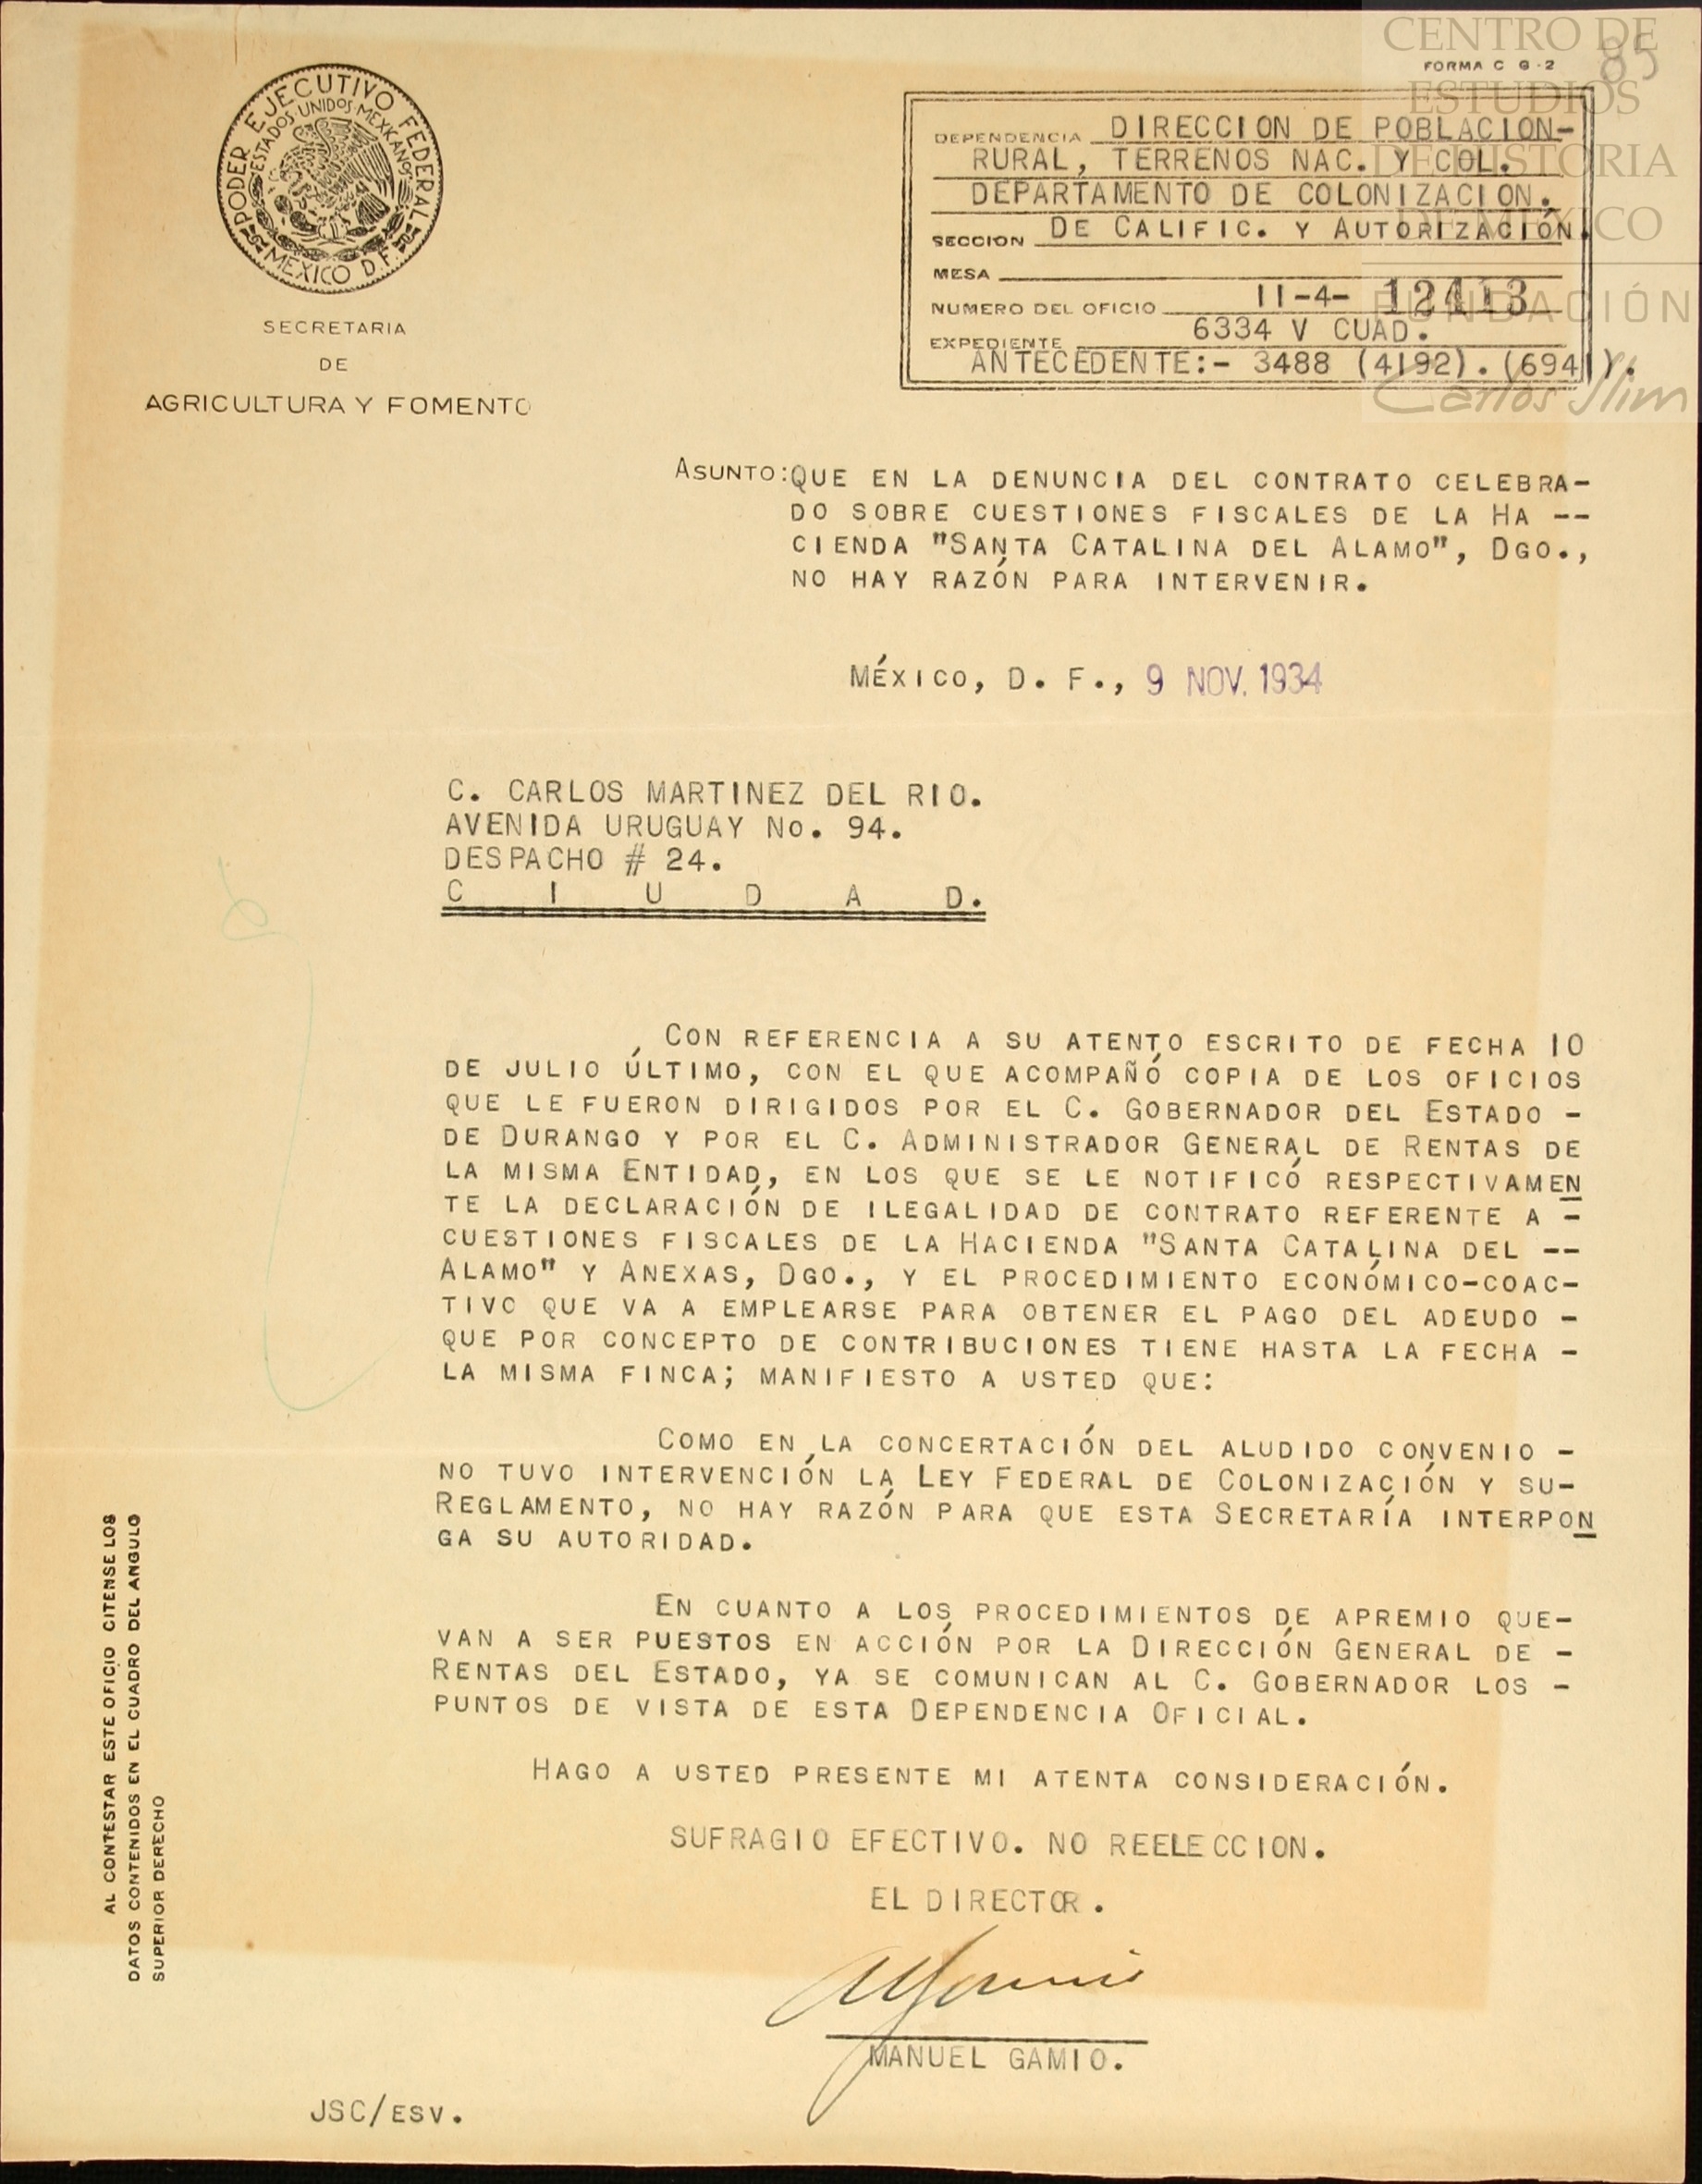 CENTRO DE
ESTUDIOS
DE HISTORIA
DE MÉXICO
FUNDACIÓN
Carlos Slim
85
FORMA C G-2
PODER EJECUTIVO FEDERAL
ESTADOS UNIDOS MEXICANOS
MEXICO D.F.
SECRETARIA
DE
AGRICULTURA Y FOMENTO
DEPENDENCIA DIRECCION DE POBLACION-
RURAL, TERRENOS NAC. Y COL.
DEPARTAMENTO DE COLONIZACION.
SECCION DE CALIFIC. Y AUTORIZACIÓN.
MESA
NUMERO DEL OFICIO 11-4- 12413
EXPEDIENTE 6334 V CUAD.
ANTECEDENTE:- 3488 (4192). (6941).
ASUNTO: QUE EN LA DENUNCIA DEL CONTRATO CELEBRA-
DO SOBRE CUESTIONES FISCALES DE LA HA --
CIENDA "SANTA CATALINA DEL ALAMO", DGO.,
NO HAY RAZÓN PARA INTERVENIR.
MÉXICO, D. F., 9 NOV. 1934
C. CARLOS MARTINEZ DEL RIO.
AVENIDA URUGUAY NO. 94.
DESPACHO # 24.
C I U D A D.
CON REFERENCIA A SU ATENTO ESCRITO DE FECHA 10
DE JULIO ÚLTIMO, CON EL QUE ACOMPAÑÓ COPIA DE LOS OFICIOS
QUE LE FUERON DIRIGIDOS POR EL C. GOBERNADOR DEL ESTADO -
DE DURANGO Y POR EL C. ADMINISTRADOR GENERAL DE RENTAS DE
LA MISMA ENTIDAD, EN LOS QUE SE LE NOTIFICÓ RESPECTIVAMEN
TE LA DECLARACIÓN DE ILEGALIDAD DE CONTRATO REFERENTE A -
CUESTIONES FISCALES DE LA HACIENDA "SANTA CATALINA DEL --
ALAMO" Y ANEXAS, DGO., Y EL PROCEDIMIENTO ECONÓMICO-COAC-
TIVO QUE VA A EMPLEARSE PARA OBTENER EL PAGO DEL ADEUDO -
QUE POR CONCEPTO DE CONTRIBUCIONES TIENE HASTA LA FECHA -
LA MISMA FINCA; MANIFIESTO A USTED QUE:
COMO EN LA CONCERTACIÓN DEL ALUDIDO CONVENIO -
NO TUVO INTERVENCIÓN LA LEY FEDERAL DE COLONIZACIÓN Y SU-
REGLAMENTO, NO HAY RAZÓN PARA QUE ESTA SECRETARÍA INTERPON
GA SU AUTORIDAD.
EN CUANTO A LOS PROCEDIMIENTOS DE APREMIO QUE-
VAN A SER PUESTOS EN ACCIÓN POR LA DIRECCIÓN GENERAL DE -
RENTAS DEL ESTADO, YA SE COMUNICAN AL C. GOBERNADOR LOS -
PUNTOS DE VISTA DE ESTA DEPENDENCIA OFICIAL.
HAGO A USTED PRESENTE MI ATENTA CONSIDERACIÓN.
SUFRAGIO EFECTIVO. NO REELECCION.
EL DIRECTOR.
MANUEL GAMIO.
JSC/ESV.
AL CONTESTAR ESTE OFICIO CITENSE LOS
DATOS CONTENIDOS EN EL CUADRO DEL ANGULO
SUPERIOR DERECHO